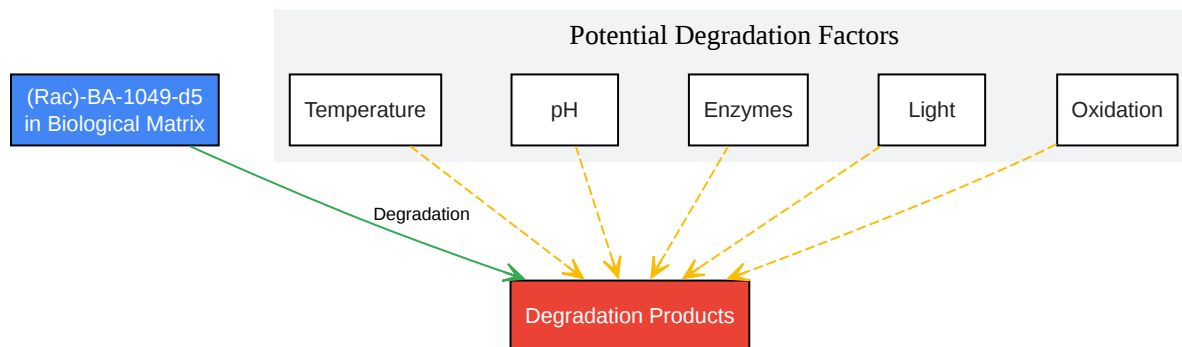 Potential Degradation Factors
(Rac)-BA-1049-d5
in Biological Matrix
Temperature
pH
Enzymes
Light
Oxidation
Degradation
Degradation Products